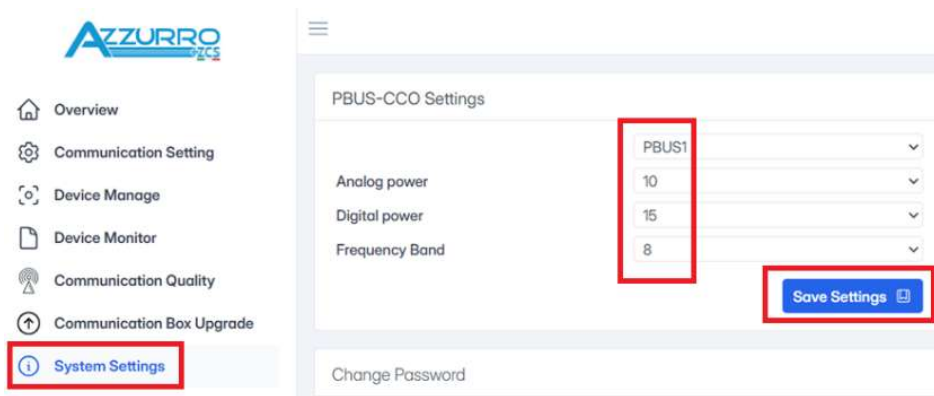 AZZURRO
ZCS
Overview
Communication Setting
Device Manage
Device Monitor
Communication Quality
Communication Box Upgrade
System Settings
PBUS-CCO Settings
PBUS1
Analog power 10
Digital power 15
Frequency Band 8
Save Settings
Change Password